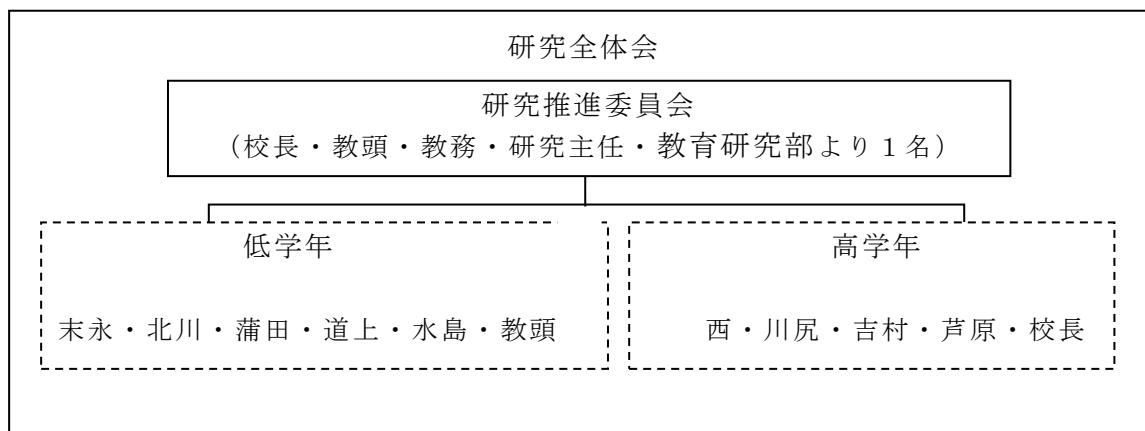 研究全体会
研究推進委員会
（校長・教頭・教務・研究主任・教育研究部より１名）
低学年
末永・北川・蒲田・道上・水島・教頭
高学年
西・川尻・吉村・芦原・校長